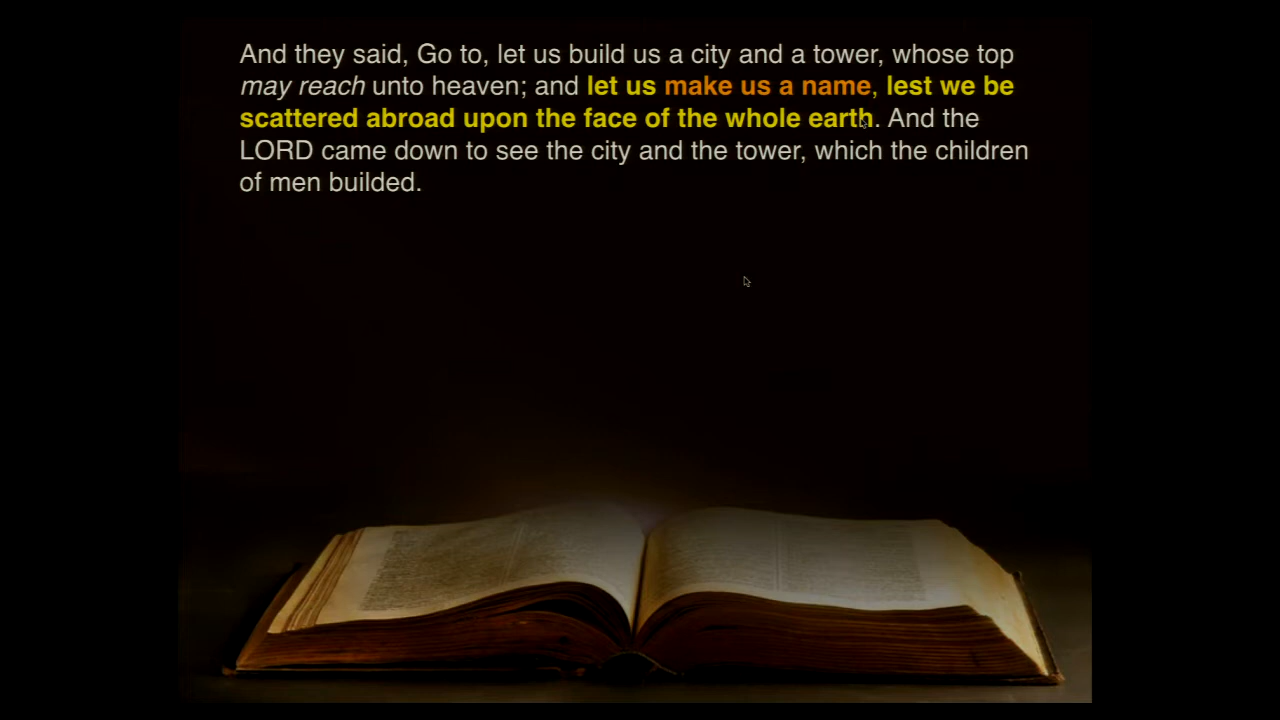 And they said, Go to, let us build us a city and a tower, whose top
may reach unto heaven; and let us make us a name, lest we be
scattered abroad upon the face of the whole earth. And the
LORD came down to see the city and the tower, which the children
of men builded.